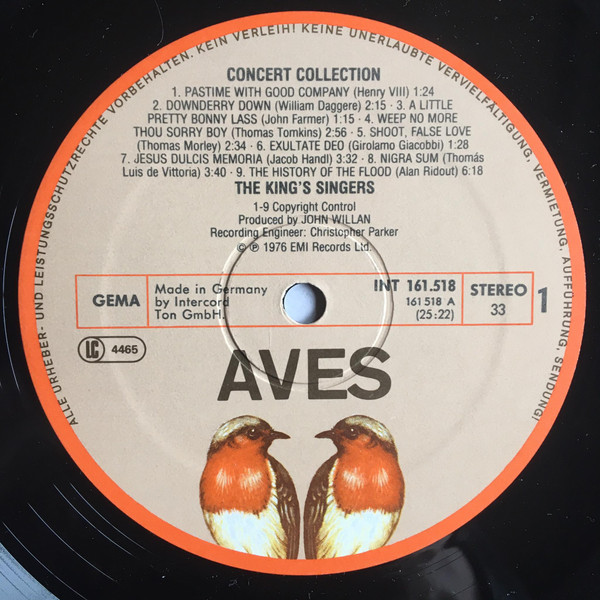 ALLE URHEBER- UND LEISTUNGSSCHUTZRECHTE VORBEHALTEN. KEIN VERLEIH! KEINE UNERLAUBTE VERVIELFÄLTIGUNG, VERMIETUNG, AUFFÜHRUNG, SENDUNG!
CONCERT COLLECTION
1. PASTIME WITH GOOD COMPANY (Henry VIII) 1:24
2. DOWNDERRY DOWN (William Daggere) 2:15 · 3. A LITTLE
PRETTY BONNY LASS (John Farmer) 1:15 · 4. WEEP NO MORE
THOU SORRY BOY (Thomas Tomkins) 2:56 · 5. SHOOT, FALSE LOVE
(Thomas Morley) 2:34 · 6. EXULTATE DEO (Girolamo Giacobbi) 1:28
7. JESUS DULCIS MEMORIA (Jacob Handl) 3:32 · 8. NIGRA SUM (Thomás
Luis de Vittoria) 3:40 · 9. THE HISTORY OF THE FLOOD (Alan Ridout) 6:18
THE KING'S SINGERS
1-9 Copyright Control
Produced by JOHN WILLAN
Recording Engineer: Christopher Parker
© ℗ 1976 EMI Records Ltd.
GEMA
Made in Germany
by Intercord
Ton GmbH.
INT 161.518
161 518 A
(25:22)
STEREO
33
1
LC 4465
AVES